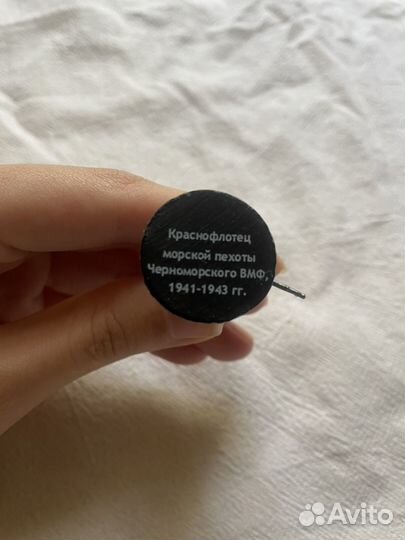 Краснофлотец
морской пехоты
Черноморского ВМФ,
1941-1943 гг.
Avito